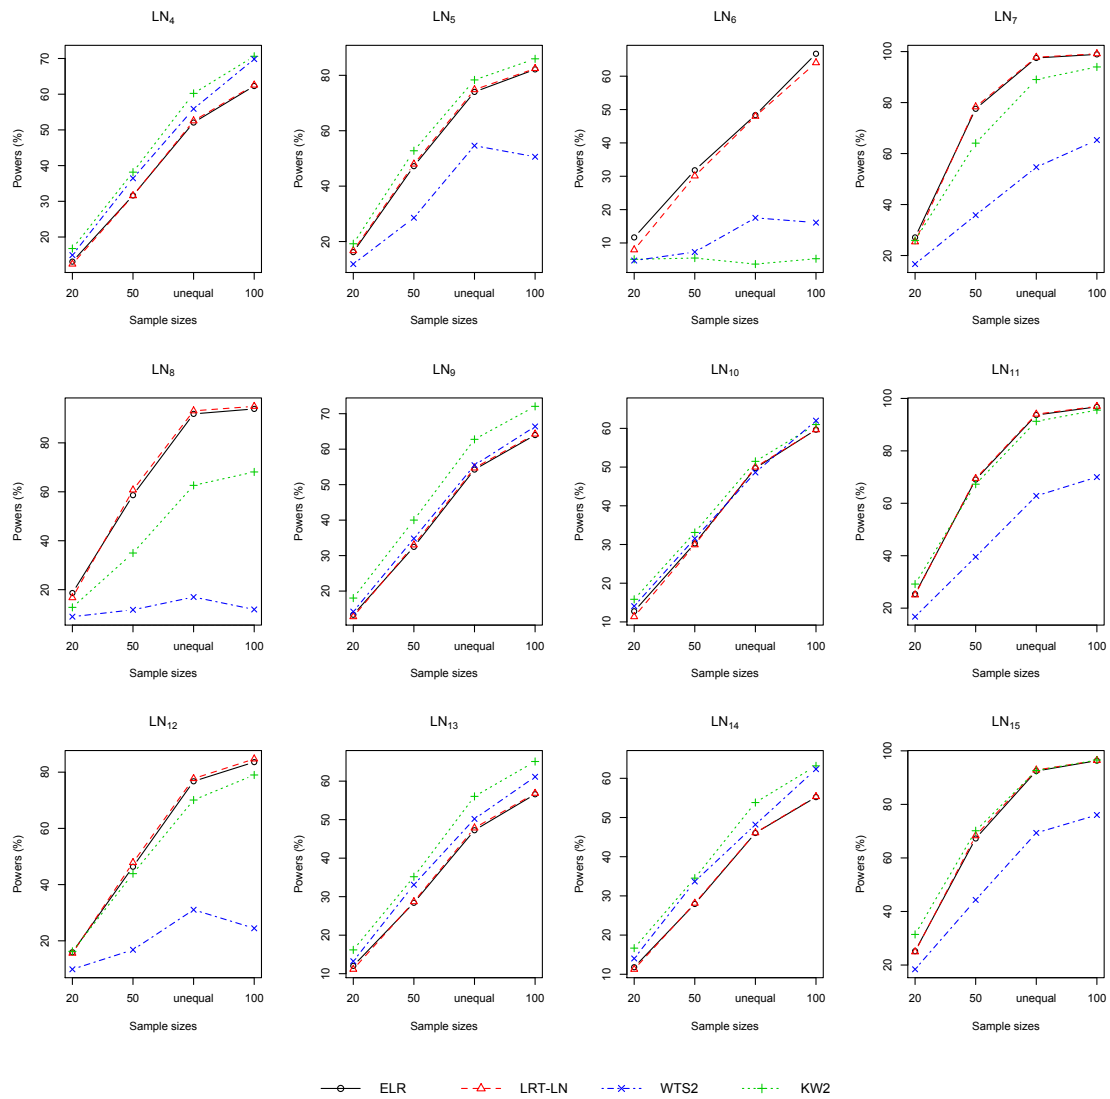 LN4 LN5 LN6 LN7
Powers (%) 20 30 40 50 60 70
Powers (%) 20 40 60 80
Powers (%) 10 20 30 40 50 60
Powers (%) 20 40 60 80 100
20 50 unequal 100 20 50 unequal 100 20 50 unequal 100 20 50 unequal 100
Sample sizes Sample sizes Sample sizes Sample sizes
LN8 LN9 LN10 LN11
Powers (%) 20 40 60 80
Powers (%) 20 30 40 50 60 70
Powers (%) 10 20 30 40 50 60
Powers (%) 20 40 60 80 100
20 50 unequal 100 20 50 unequal 100 20 50 unequal 100 20 50 unequal 100
Sample sizes Sample sizes Sample sizes Sample sizes
LN12 LN13 LN14 LN15
Powers (%) 20 40 60 80
Powers (%) 10 20 30 40 50 60
Powers (%) 10 20 30 40 50 60
Powers (%) 20 40 60 80 100
20 50 unequal 100 20 50 unequal 100 20 50 unequal 100 20 50 unequal 100
Sample sizes Sample sizes Sample sizes Sample sizes
ELR LRT-LN WTS2 KW2